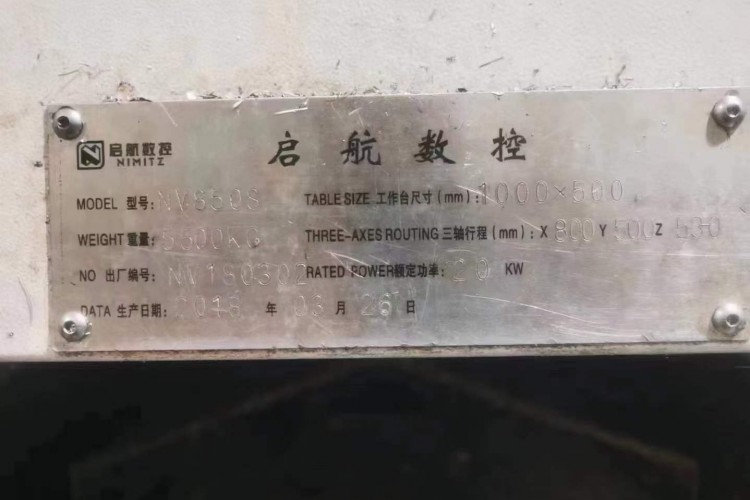 启航数控
NIMITZ
启航数控
MODEL 型号: TABLE SIZE 工作台尺寸(mm): 1000×500
WEIGHT 重量: THREE-AXES ROUTING 三轴行程(mm): X 800 Y 500 Z
NO 出厂编号: RATED POWER额定功率: KW
DATA 生产日期: 年 03 月 26 日